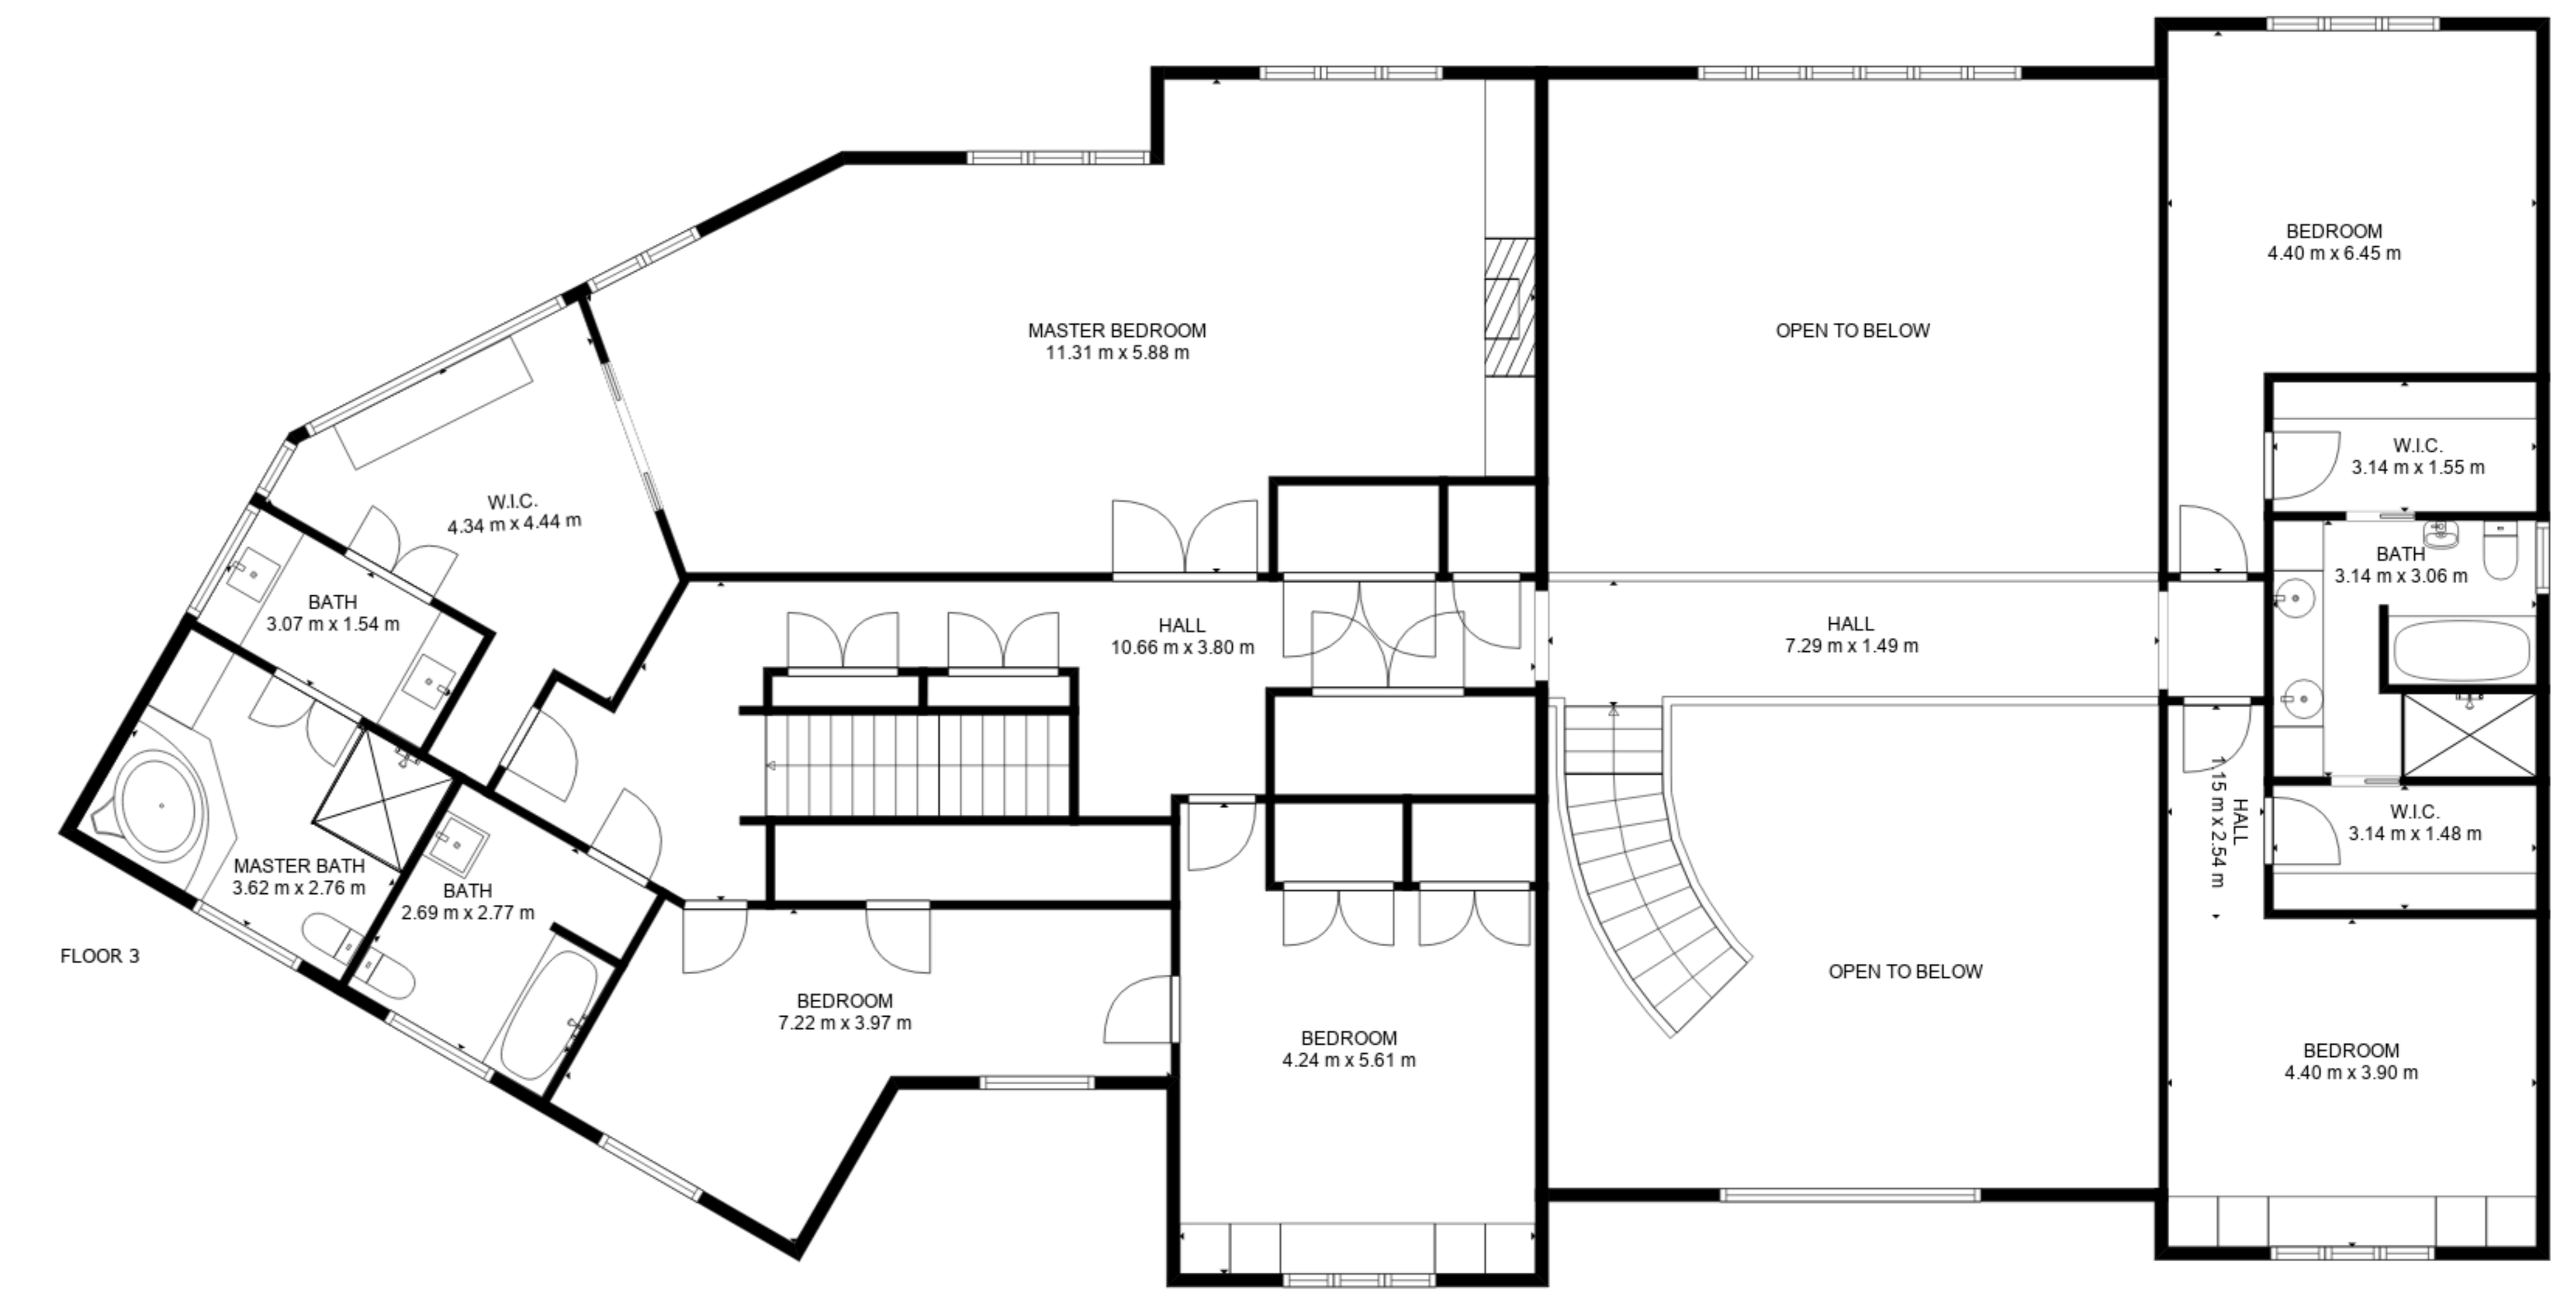 BEDROOM
4.40 m x 6.45 m
MASTER BEDROOM
11.31 m x 5.88 m
OPEN TO BELOW
W.I.C.
3.14 m x 1.55 m
W.I.C.
4.34 m x 4.44 m
BATH
3.14 m x 3.06 m
BATH
3.07 m x 1.54 m
HALL
10.66 m x 3.80 m
HALL
7.29 m x 1.49 m
HALL
1.15 m x 2.54 m
W.I.C.
3.14 m x 1.48 m
MASTER BATH
3.62 m x 2.76 m
BATH
2.69 m x 2.77 m
FLOOR 3
OPEN TO BELOW
BEDROOM
7.22 m x 3.97 m
BEDROOM
4.24 m x 5.61 m
BEDROOM
4.40 m x 3.90 m